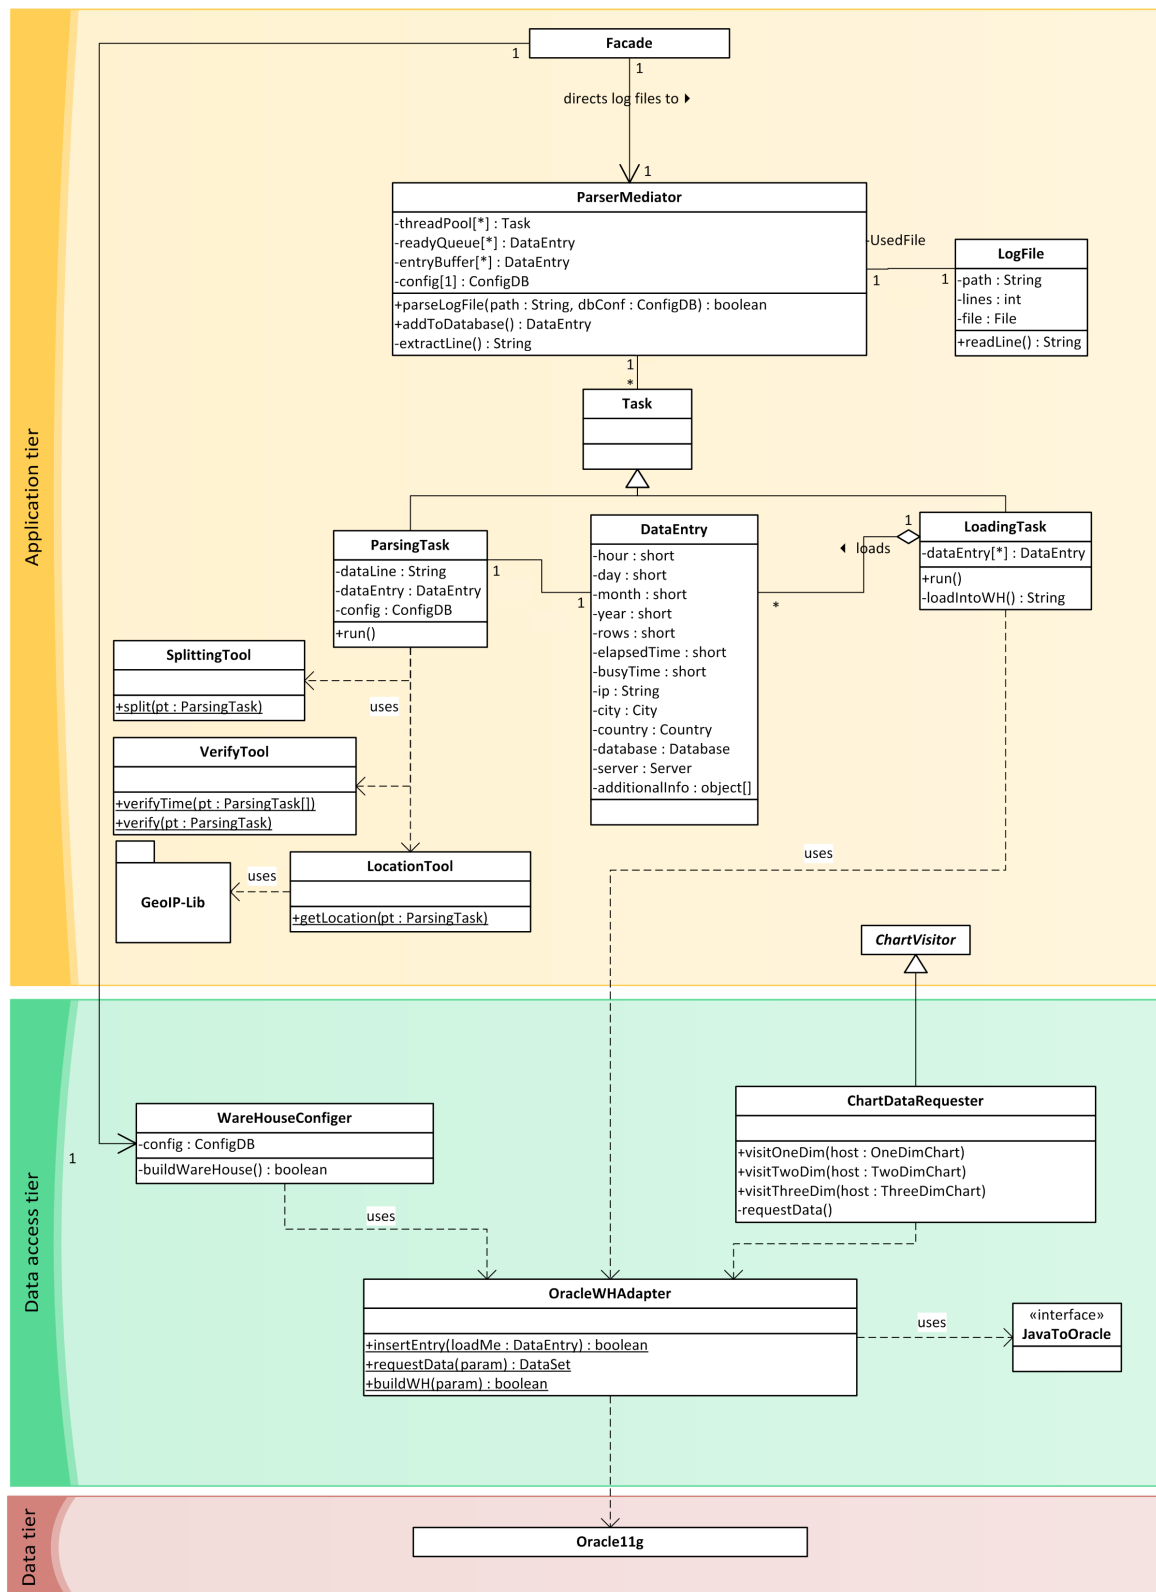 Application tier
Facade
1
1
directs log files to
1
ParserMediator
-threadPool[*] : Task
-readyQueue[*] : DataEntry
-entryBuffer[*] : DataEntry
-config[1] : ConfigDB
+parseLogFile(path : String, dbConf : ConfigDB) : boolean
+addToDatabase() : DataEntry
-extractLine() : String
-UsedFile
1
1
LogFile
-path : String
-lines : int
-file : File
+readLine() : String
1
*
Task
ParsingTask
-dataLine : String
-dataEntry : DataEntry
-config : ConfigDB
+run()
1
1
DataEntry
-hour : short
-day : short
-month : short
-year : short
-rows : short
-elapsedTime : short
-busyTime : short
-ip : String
-city : City
-country : Country
-database : Database
-server : Server
-additionalInfo : object[]
1
loads
*
LoadingTask
-dataEntry[*] : DataEntry
+run()
-loadIntoWH() : String
SplittingTool
+split(pt : ParsingTask)
uses
VerifyTool
+verifyTime(pt : ParsingTask[])
+verify(pt : ParsingTask)
GeoIP-Lib
uses
LocationTool
+getLocation(pt : ParsingTask)
uses
ChartVisitor
Data access tier
1
WareHouseConfiger
-config : ConfigDB
-buildWareHouse() : boolean
uses
ChartDataRequester
+visitOneDim(host : OneDimChart)
+visitTwoDim(host : TwoDimChart)
+visitThreeDim(host : ThreeDimChart)
-requestData()
OracleWHAdapter
+insertEntry(loadMe : DataEntry) : boolean
+requestData(param) : DataSet
+buildWH(param) : boolean
uses
«interface»
JavaToOracle
Data tier
Oracle11g